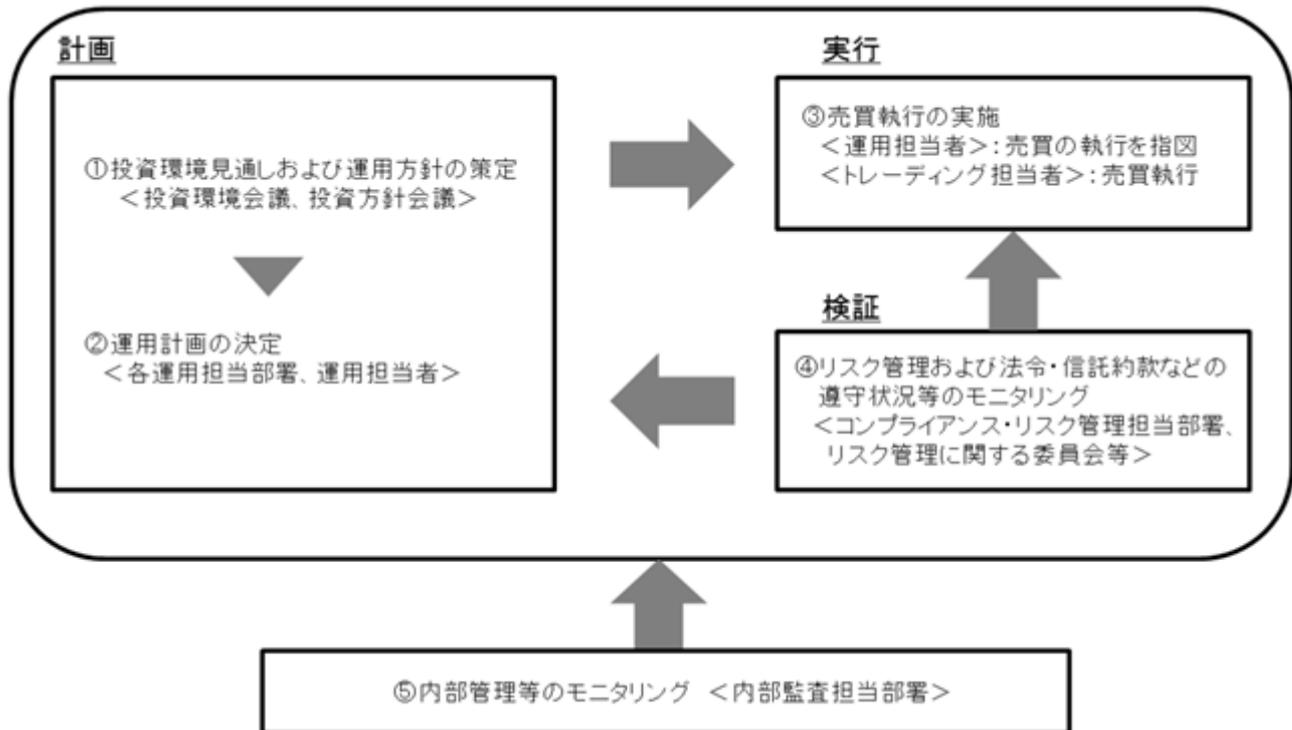 計画
①投資環境見通しおよび運用方針の策定
＜投資環境会議、投資方針会議＞
②運用計画の決定
＜各運用担当部署、運用担当者＞
実行
③売買執行の実施
＜運用担当者＞：売買の執行を指図
＜トレーディング担当者＞：売買執行
検証
④リスク管理および法令・信託約款などの
遵守状況等のモニタリング
＜コンプライアンス・リスク管理担当部署、
リスク管理に関する委員会等＞
⑤内部管理等のモニタリング ＜内部監査担当部署＞